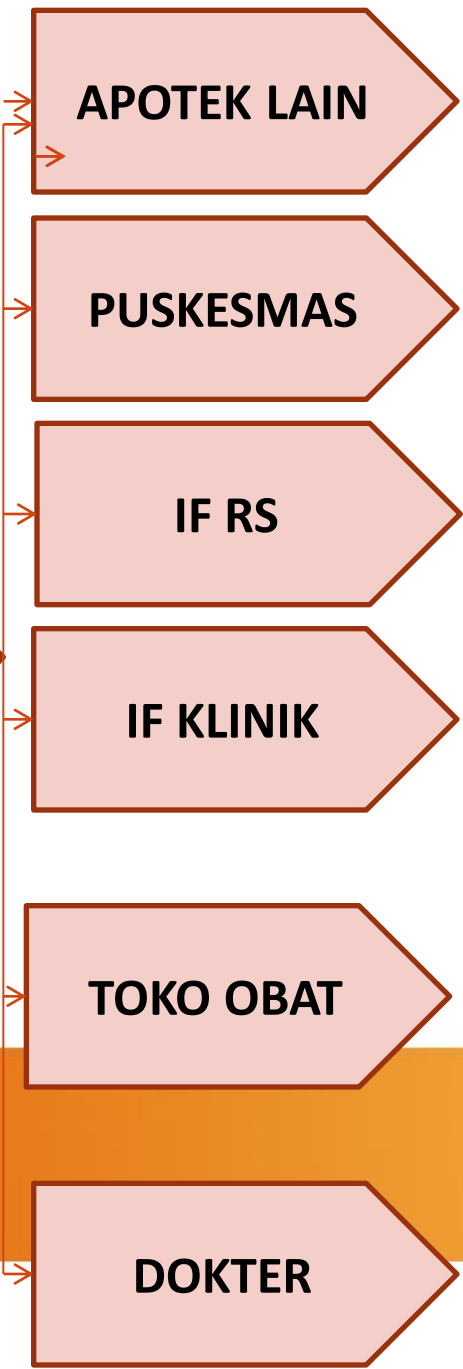 APOTEK LAIN
PUSKESMAS
IF RS
IF KLINIK
TOKO OBAT
DOKTER